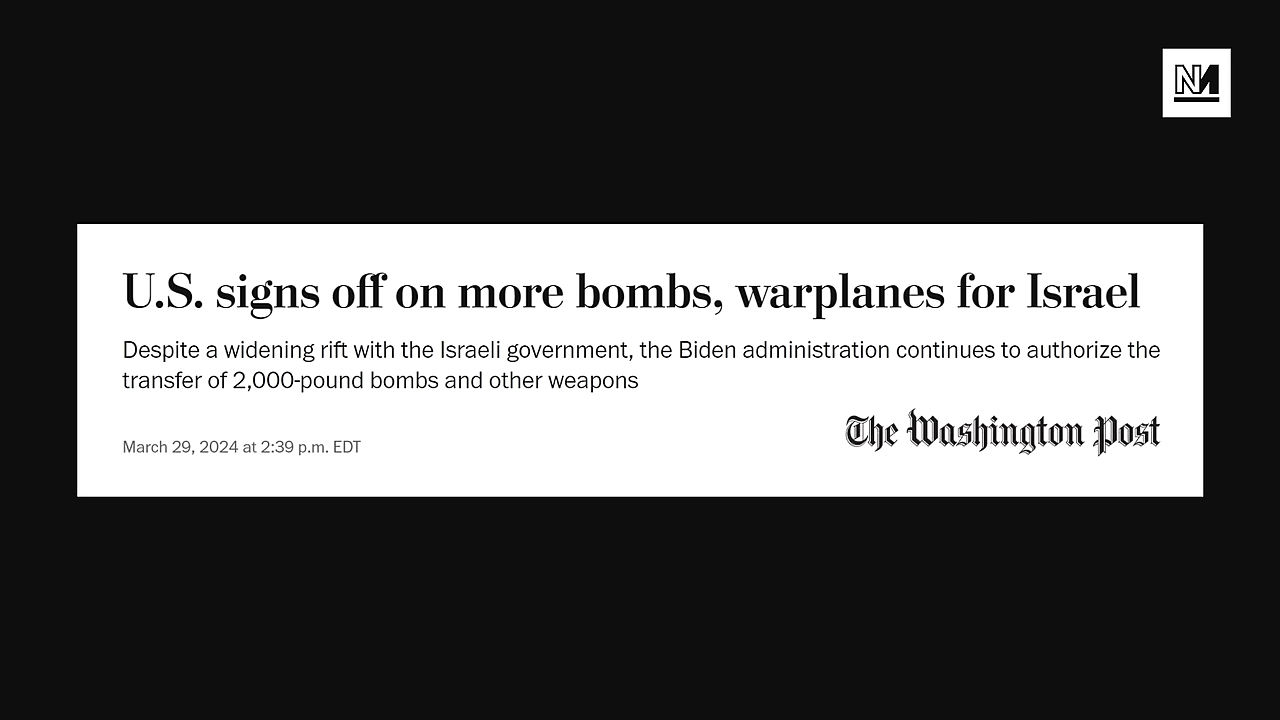 NM
U.S. signs off on more bombs, warplanes for Israel
Despite a widening rift with the Israeli government, the Biden administration continues to authorize the
transfer of 2,000-pound bombs and other weapons
The Washington Post
March 29, 2024 at 2:39 p.m. EDT